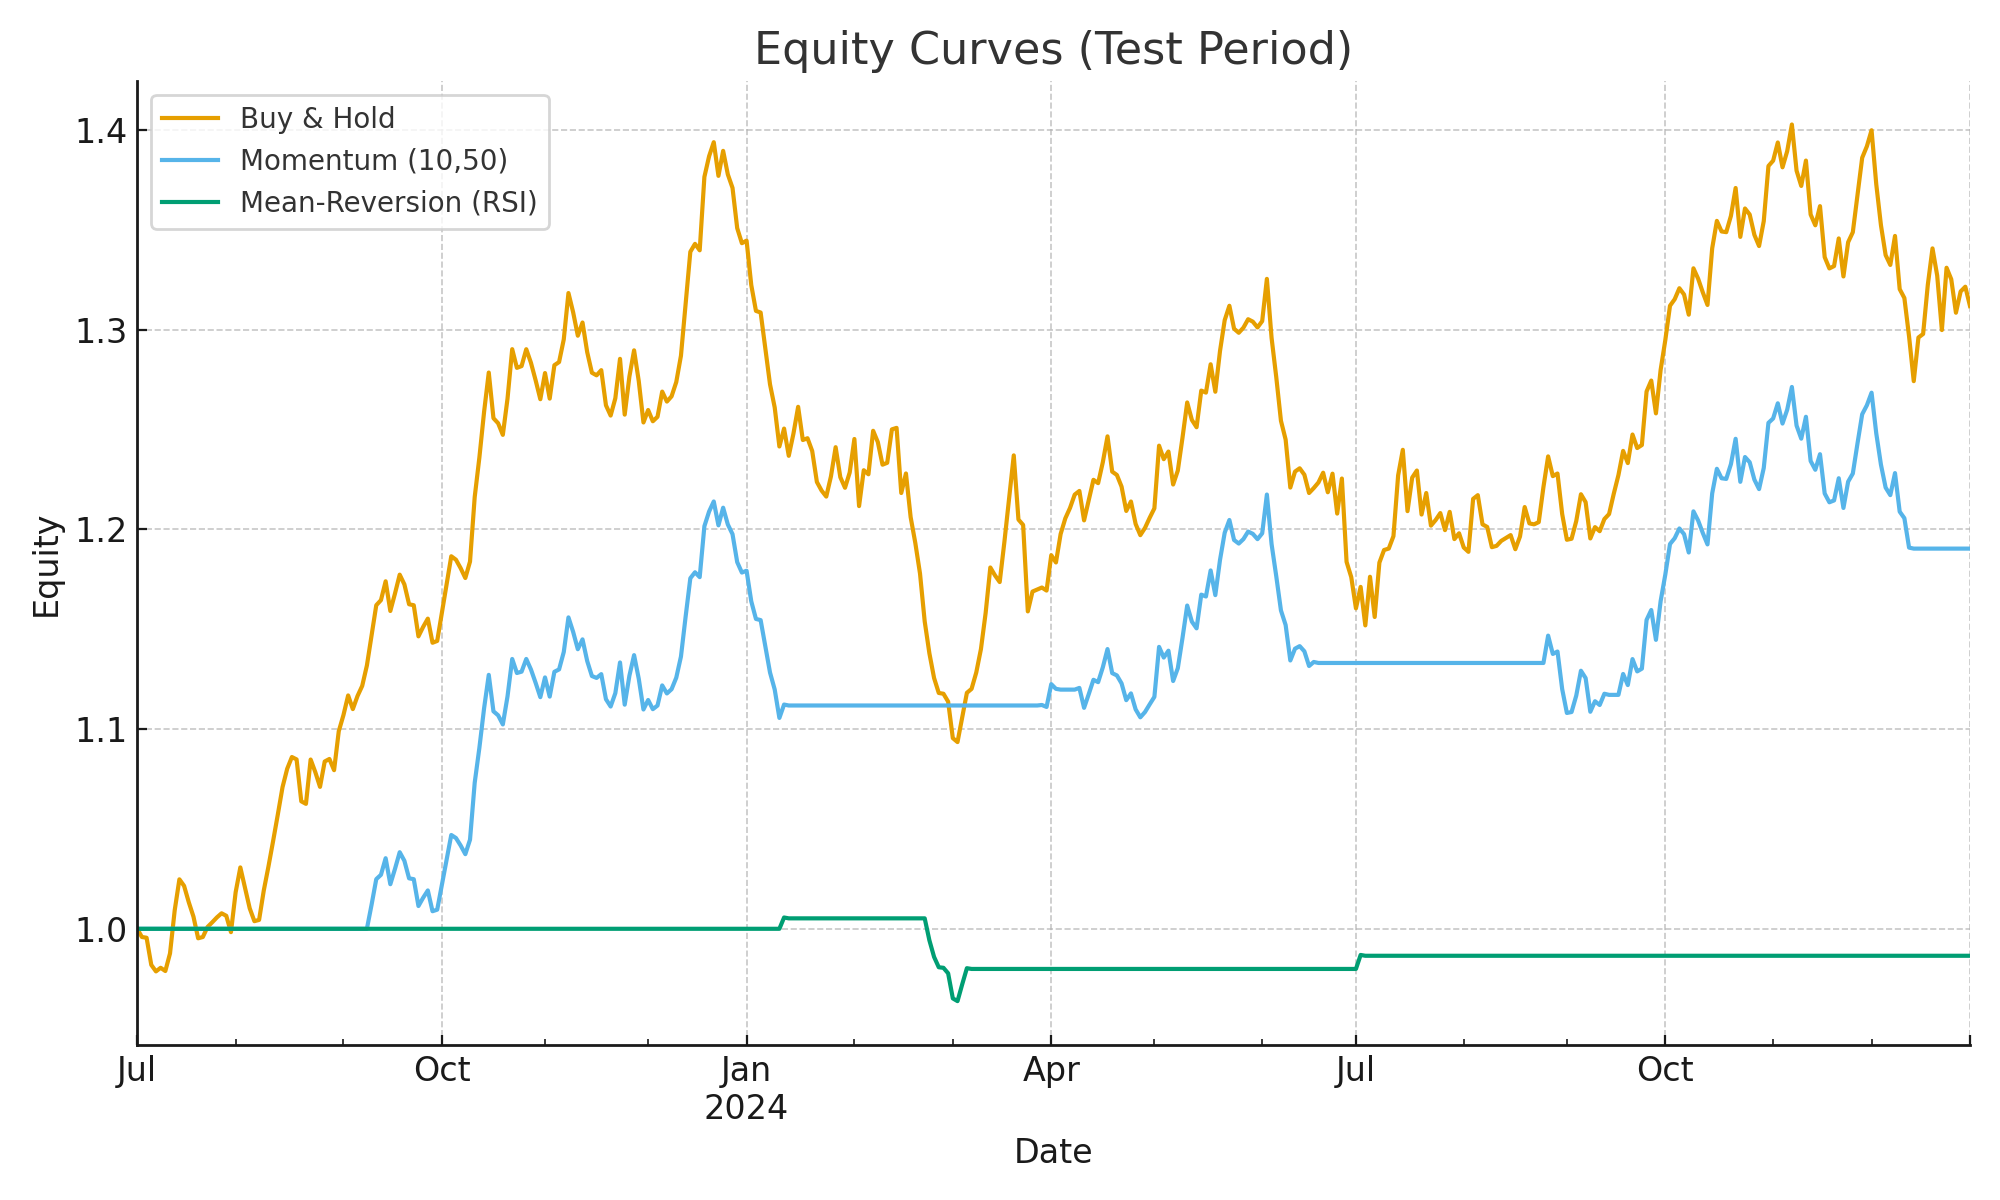 Equity Curves (Test Period)
Buy & Hold
Momentum (10,50)
Mean-Reversion (RSI)
1.4
1.3
1.2
1.1
1.0
Equity
Jul Oct Jan Apr Jul Oct
2024
Date